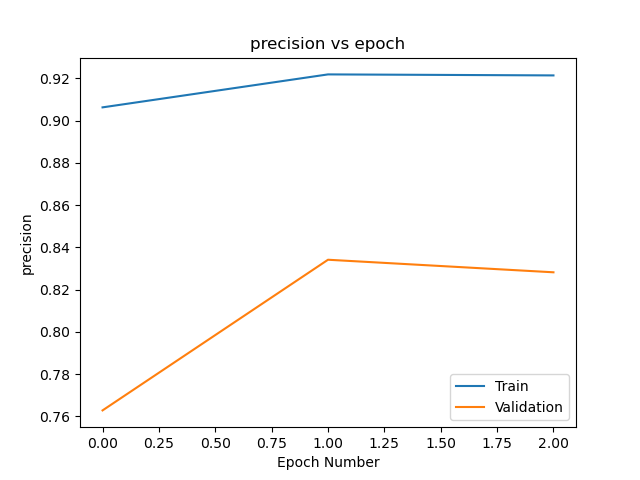 precision vs epoch
precision
0.92
0.90
0.88
0.86
0.84
0.82
0.80
0.78
0.76
0.00 0.25 0.50 0.75 1.00 1.25 1.50 1.75 2.00
Epoch Number
Train
Validation